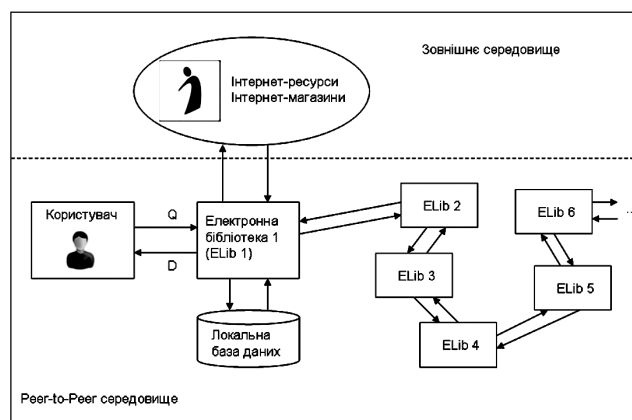 Зовнішнє середовище
Інтернет-ресурси
Інтернет-магазини
Користувач
Q
D
Електронна
бібліотека 1
(ELib 1)
ELib 2
ELib 6
...
ELib 3
ELib 5
ELib 4
Локальна
база даних
Peer-to-Peer середовище